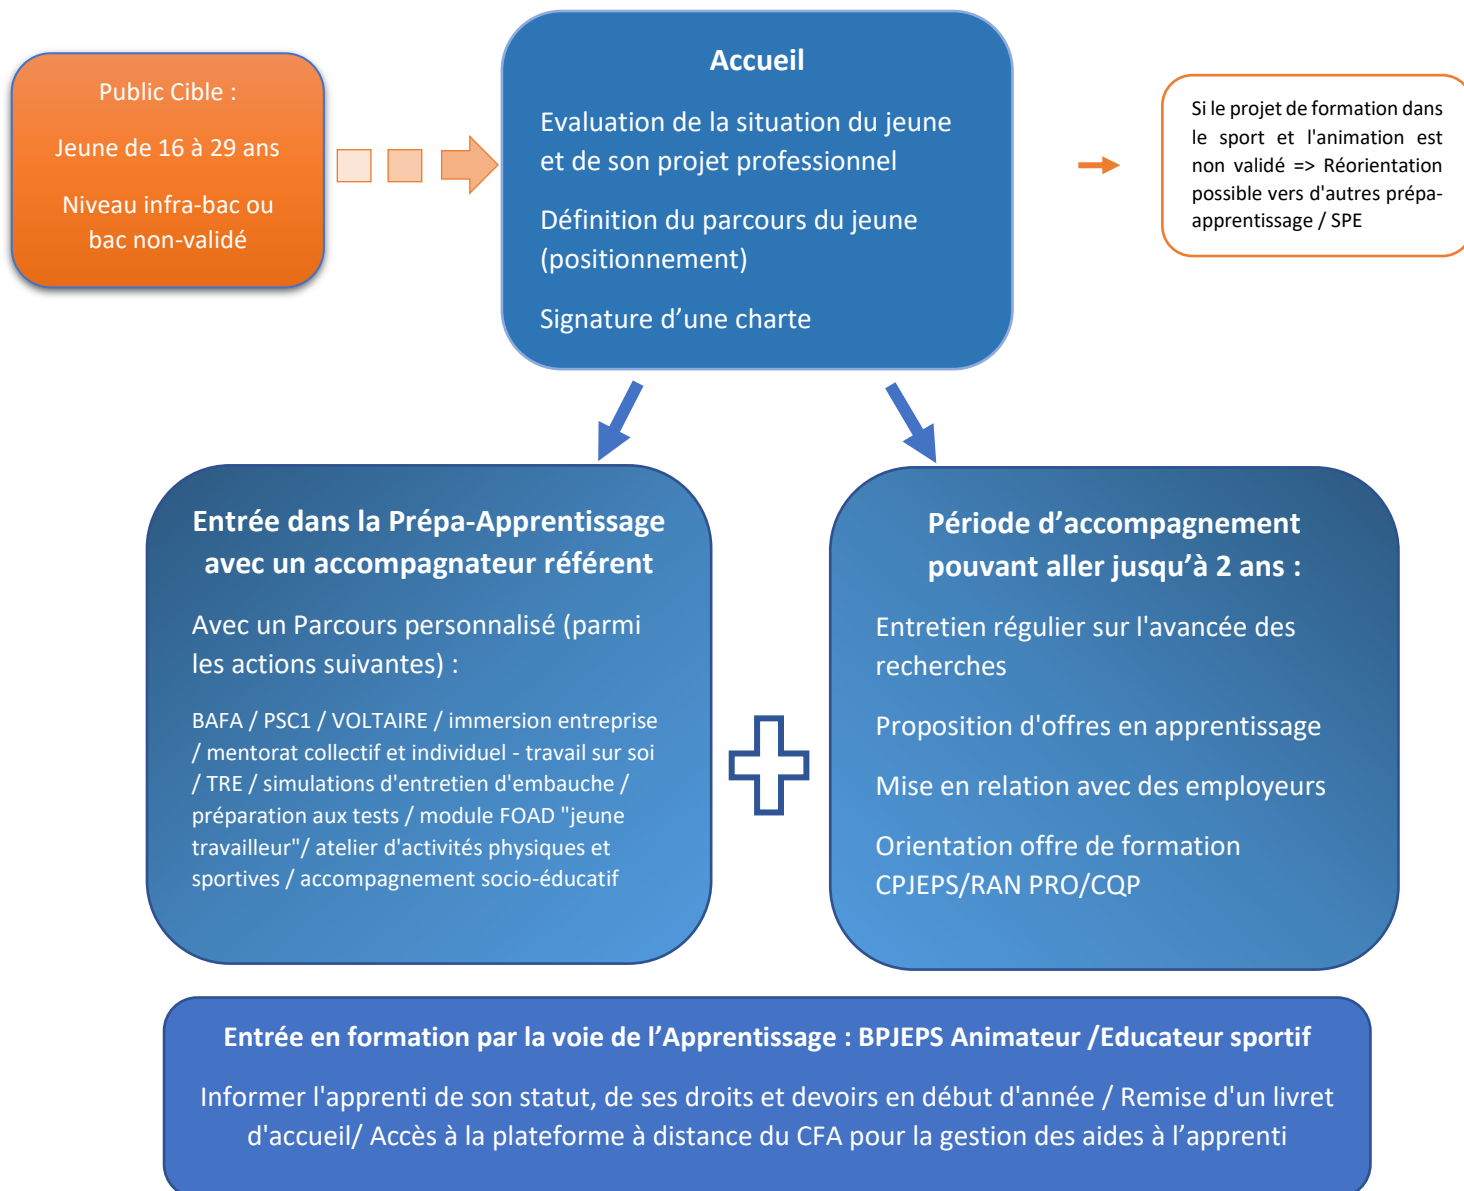 Public Cible :
Jeune de 16 à 29 ans
Niveau infra-bac ou
bac non-validé
Accueil
Evaluation de la situation du jeune
et de son projet professionnel
Définition du parcours du jeune
(positionnement)
Signature d’une charte
Si le projet de formation dans
le sport et l'animation est
non validé => Réorientation
possible vers d'autres prépa-
apprentissage / SPE
Entrée dans la Prépa-Apprentissage
avec un accompagnateur référent
Avec un Parcours personnalisé (parmi
les actions suivantes) :
BAFA / PSC1 / VOLTAIRE / immersion entreprise
/ mentorat collectif et individuel - travail sur soi
/ TRE / simulations d'entretien d'embauche /
préparation aux tests / module FOAD "jeune
travailleur"/ atelier d'activités physiques et
sportives / accompagnement socio-éducatif
Période d’accompagnement
pouvant aller jusqu’à 2 ans :
Entretien régulier sur l'avancée des
recherches
Proposition d'offres en apprentissage
Mise en relation avec des employeurs
Orientation offre de formation
CPJEPS/RAN PRO/CQP
Entrée en formation par la voie de l’Apprentissage : BPJEPS Animateur /Educateur sportif
Informer l'apprenti de son statut, de ses droits et devoirs en début d'année / Remise d'un livret
d'accueil/ Accès à la plateforme à distance du CFA pour la gestion des aides à l’apprenti